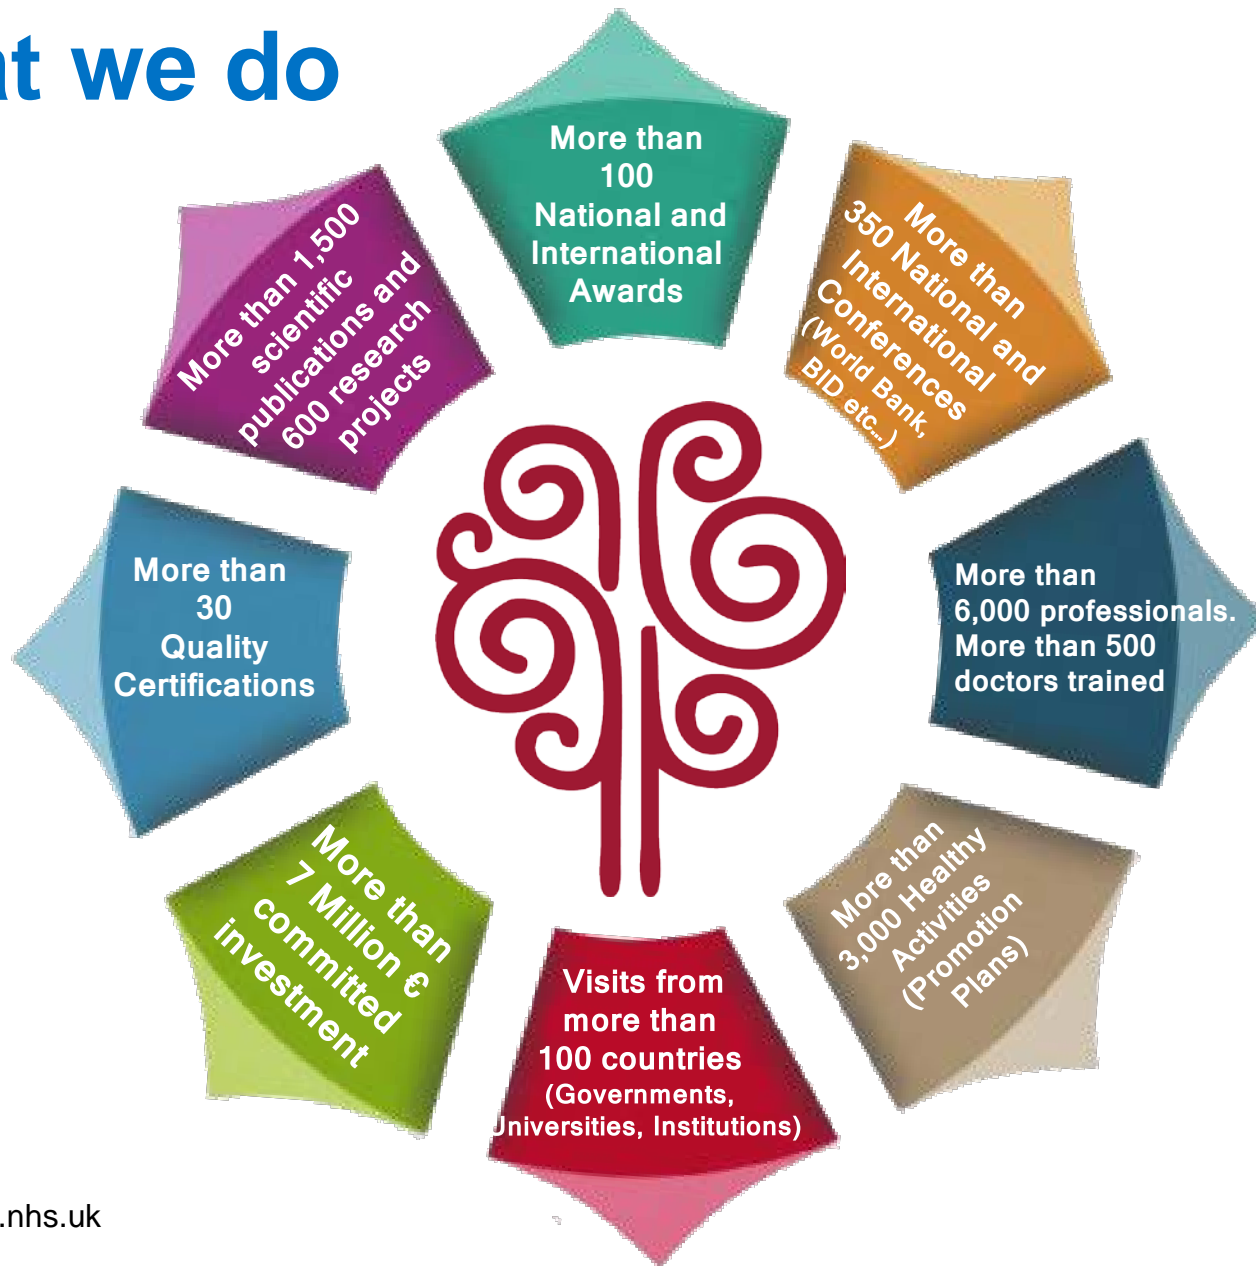 at we do
More than
100
National and
International
Awards
More than
350 National and
International
Conferences
(World Bank,
BID etc...)
More than
6,000 professionals.
More than 500
doctors trained
More than
3,000 Healthy
Activities
(Promotion
Plans)
Visits from
more than
100 countries
(Governments,
Universities, Institutions)
More than
7 Million €
committed
investment
More than
30
Quality
Certifications
More than 1,500
scientific
publications and
600 research
projects
.nhs.uk